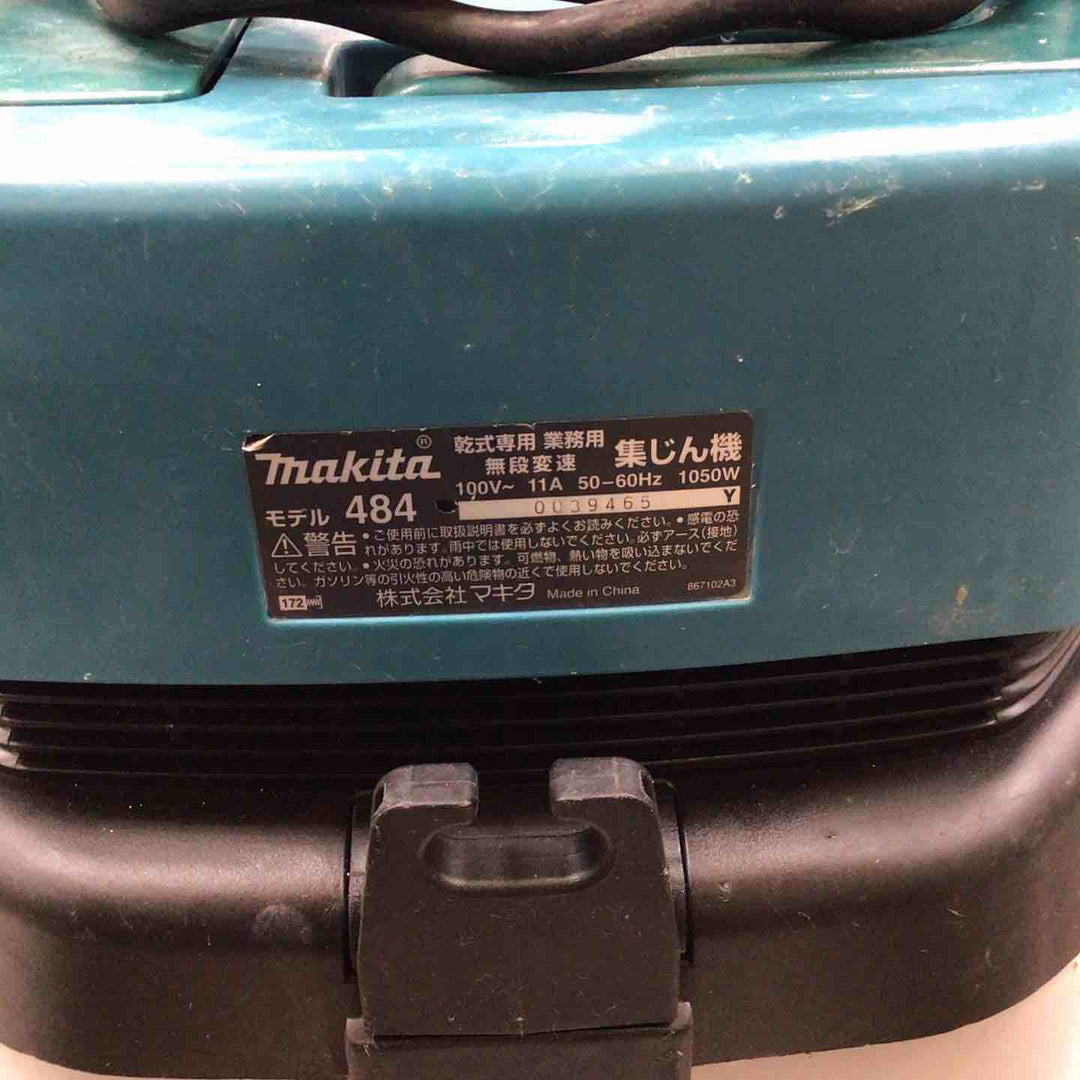 makita®
乾式専用 業務用
無段変速
集じん機
100V~ 11A 50-60Hz 1050W
モデル 484
0039465 Y
⚠警告
•ご使用前に取扱説明書を必ずよくお読みください。•感電の恐
れがあります。雨中では使用しないでください。必ずアース(接地)
してください。•火災の恐れがあります。可燃物、熱い物を吸い込まないでくだ
さい。ガソリン等の引火性の高い危険物の近くで使用しないでください。
172
株式会社マキタ Made in China
867102A3